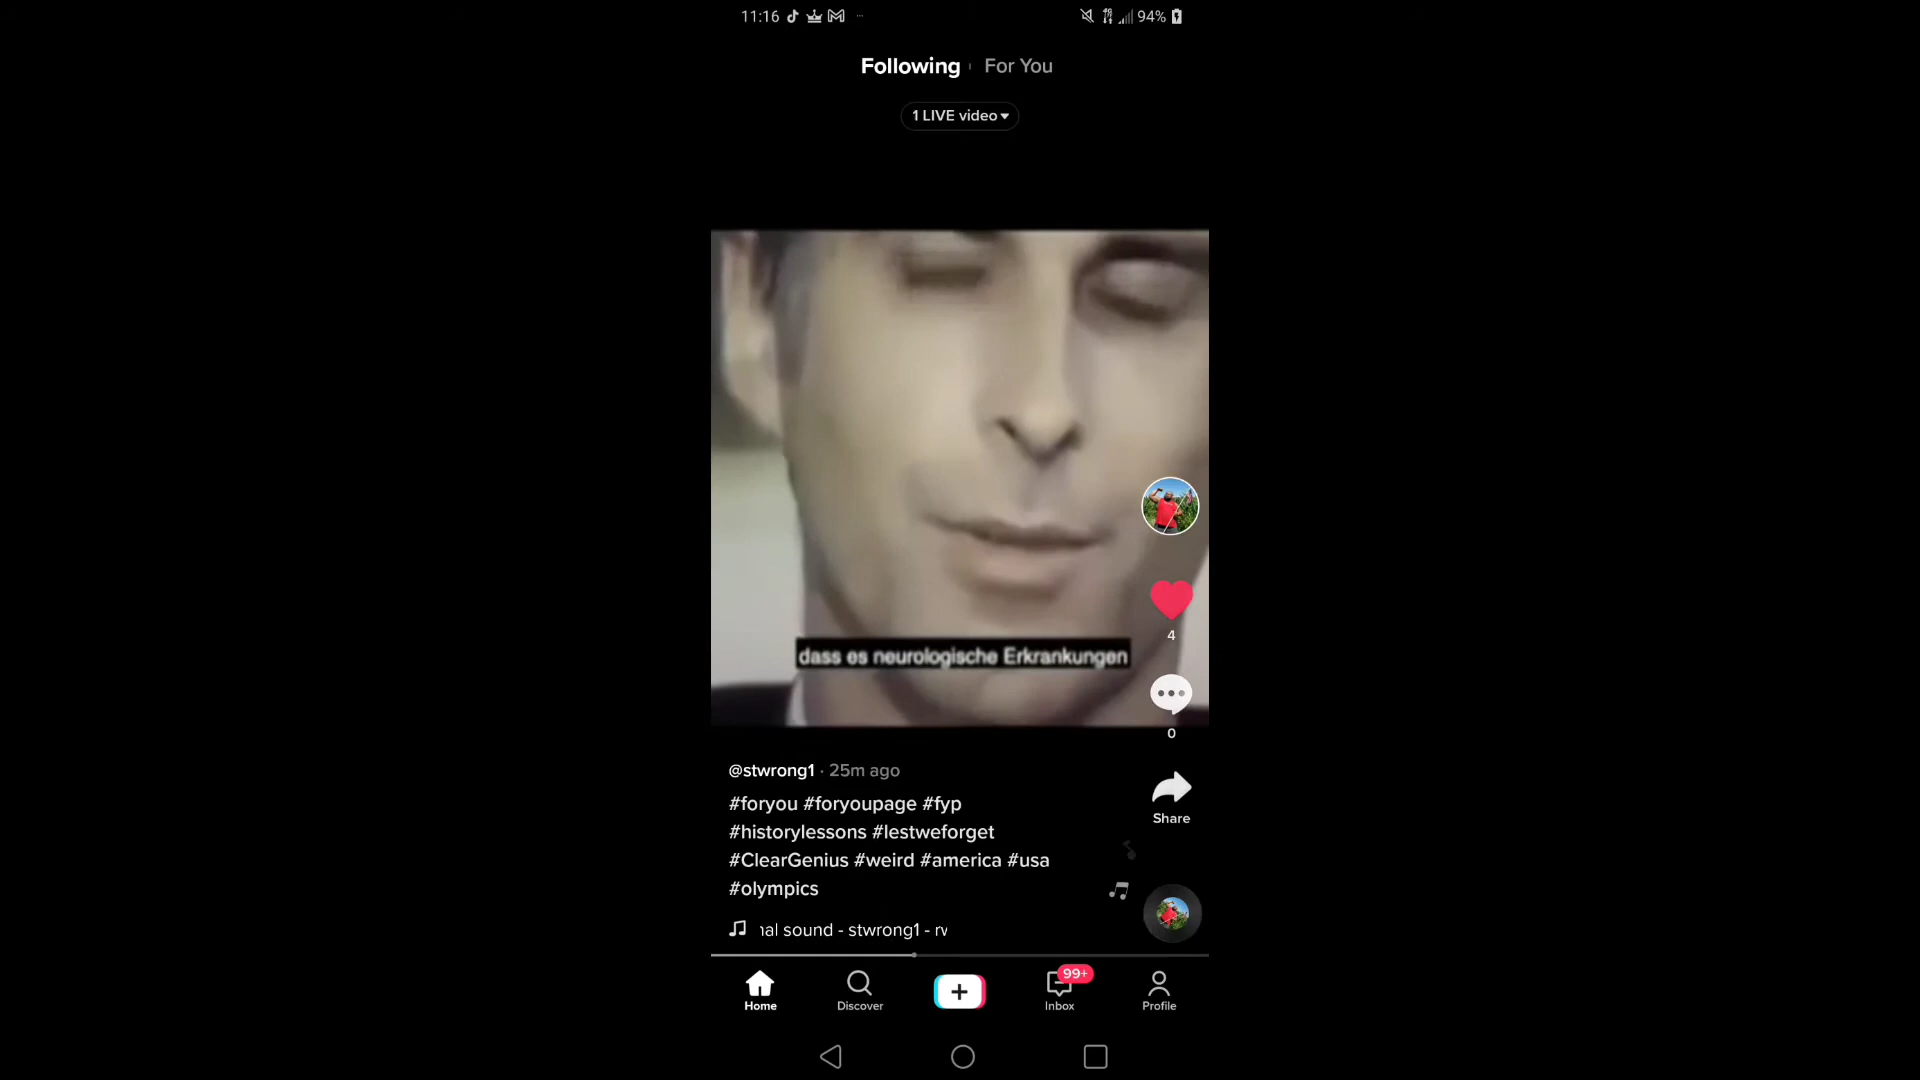 11:16
94%
Following
For You
1 LIVE video
dass es neurologische Erkrankungen
4
0
@stwrong1 · 25m ago
#foryou #foryoupage #fyp
#historylessons #lestweforget
#ClearGenius #weird #america #usa
#olympics
Share
nal sound - stwrong1 - rv
Home
Discover
99+
Inbox
Profile